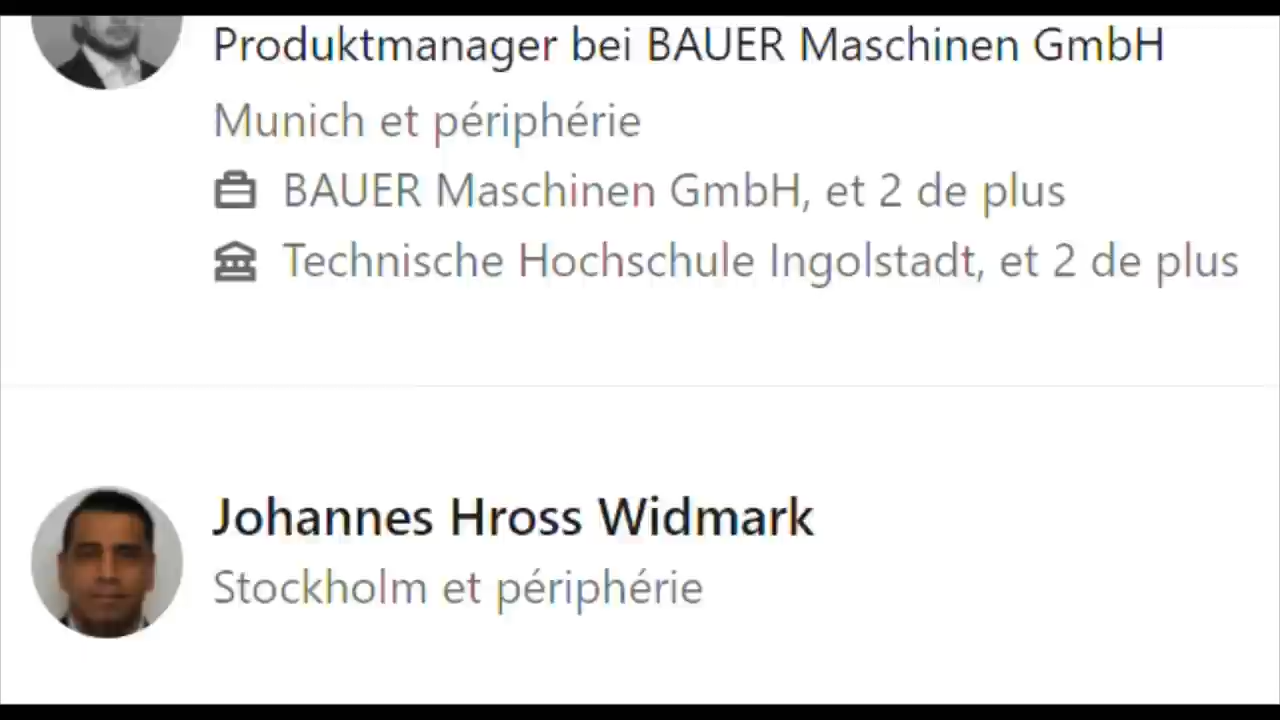 Produktmanager bei BAUER Maschinen GmbH
Munich et périphérie
BAUER Maschinen GmbH, et 2 de plus
Technische Hochschule Ingolstadt, et 2 de plus
Johannes Hross Widmark
Stockholm et périphérie